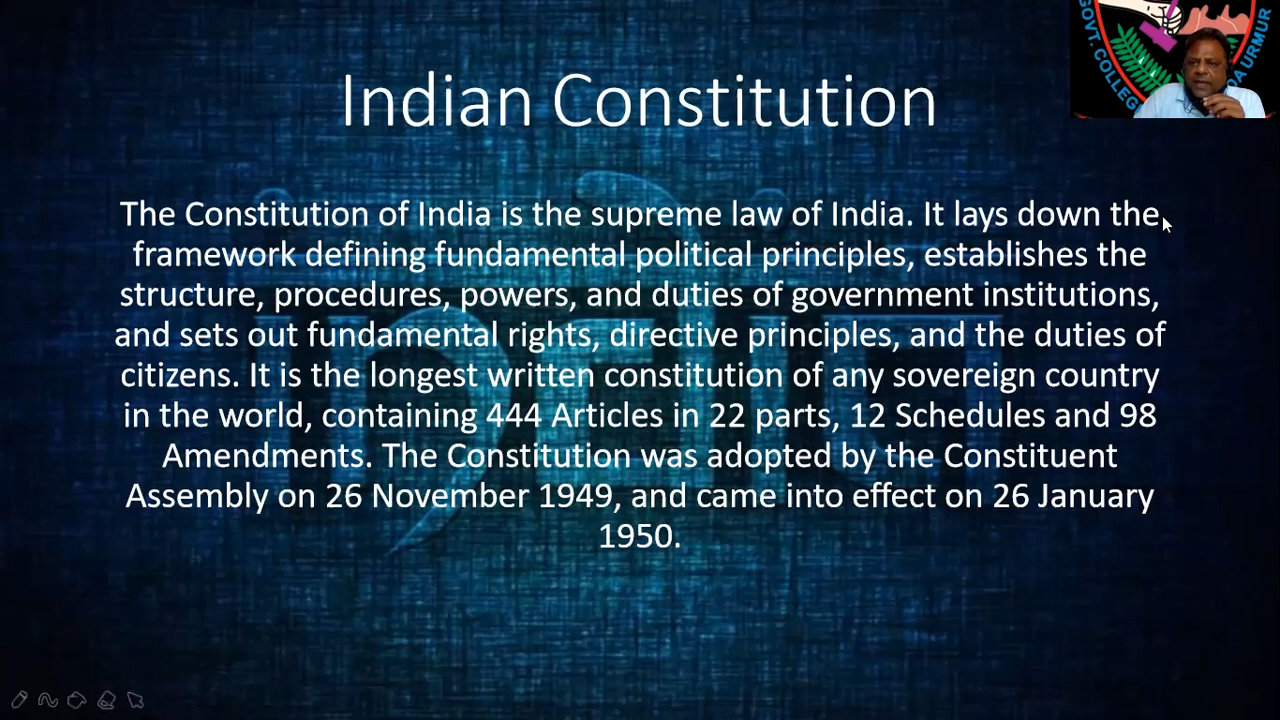 Indian Constitution
The Constitution of India is the supreme law of India. It lays down the
framework defining fundamental political principles, establishes the
structure, procedures, powers, and duties of government institutions,
and sets out fundamental rights, directive principles, and the duties of
citizens. It is the longest written constitution of any sovereign country
in the world, containing 444 Articles in 22 parts, 12 Schedules and 98
Amendments. The Constitution was adopted by the Constituent
Assembly on 26 November 1949, and came into effect on 26 January
1950.
GOVT. COLLEG
A URMUR